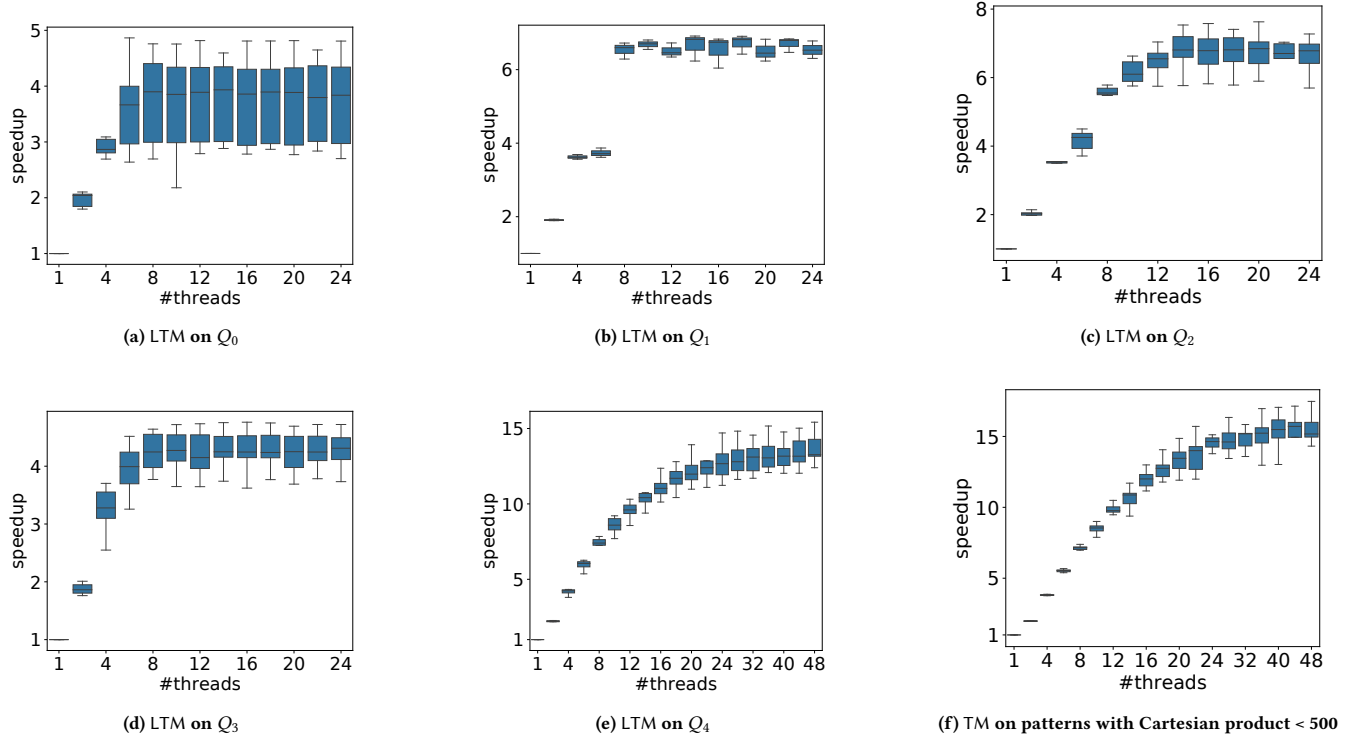 5
4
3
2
1
speedup
1 4 8 12 16 20 24
#threads
(a) LTM on Q0
6
4
2
speedup
1 4 8 12 16 20 24
#threads
(b) LTM on Q1
8
6
4
2
speedup
1 4 8 12 16 20 24
#threads
(c) LTM on Q2
4
3
2
1
speedup
1 4 8 12 16 20 24
#threads
(d) LTM on Q3
15
10
5
1
speedup
1 4 8 12 16 20 24 28 32 36 40 44 48
#threads
(e) LTM on Q4
15
10
5
1
speedup
1 4 8 12 16 20 24 32 40 48
#threads
(f) TM on patterns with Cartesian product < 500